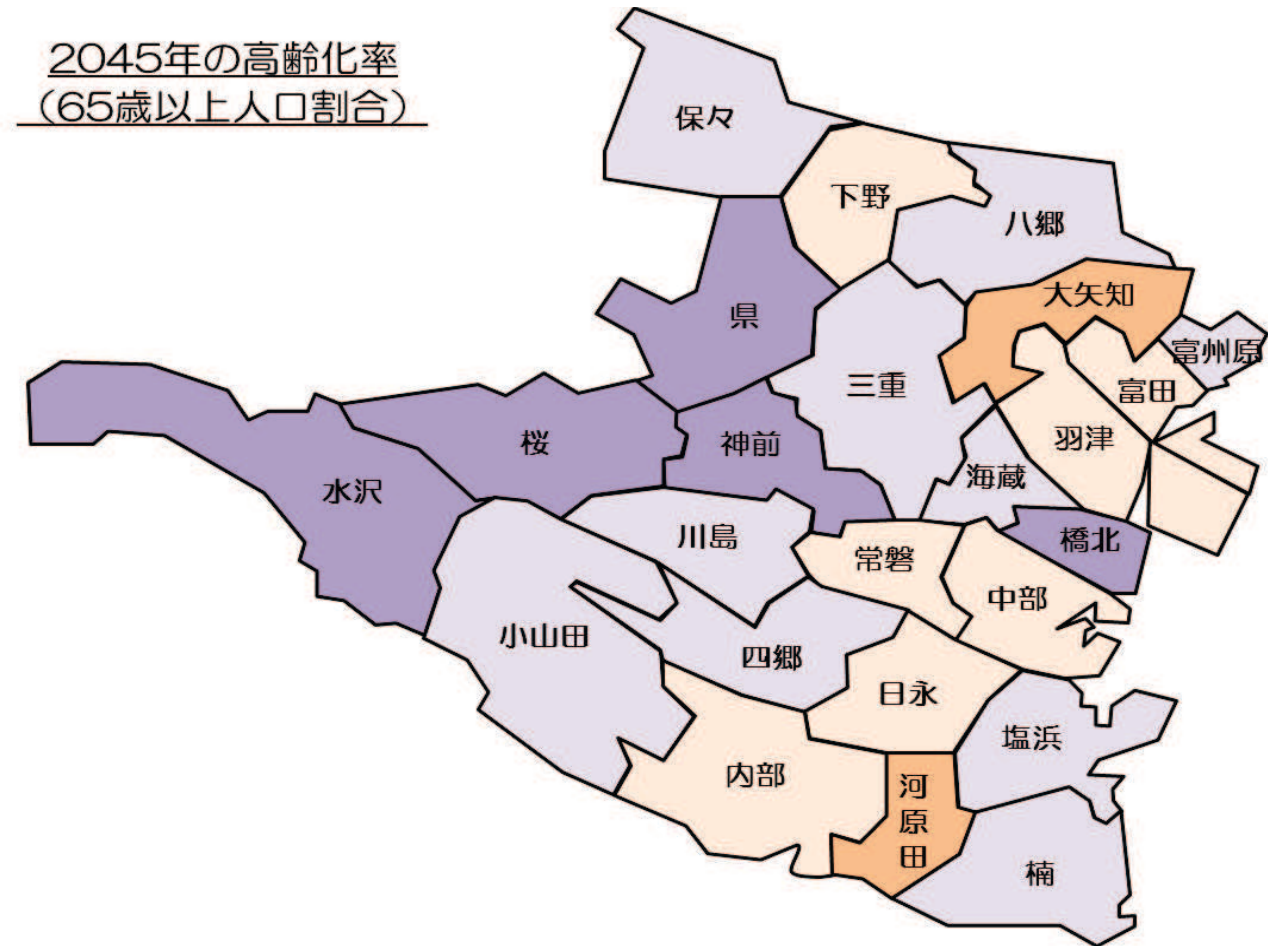 2045年の高齢化率
（65歳以上人口割合）
保々
下野
八郷
大矢知
県
富州原
三重
富田
桜
神前
羽津
水沢
海蔵
川島
橋北
常磐
中部
小山田
四郷
日永
塩浜
内部
河原田
楠